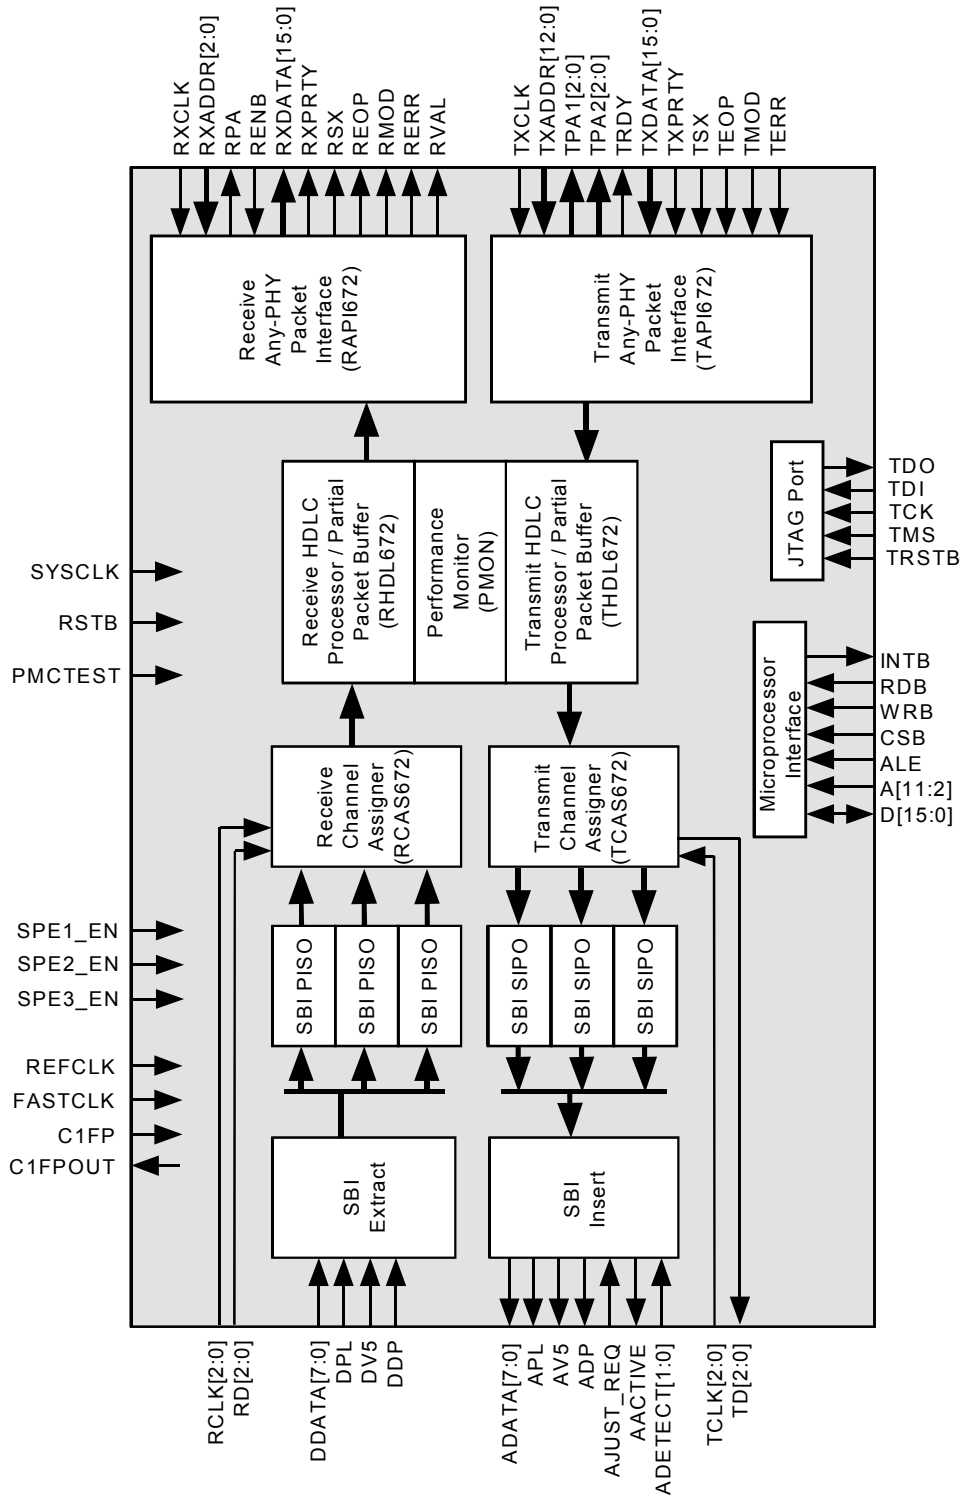 RXCLK
RXADDR[2:0]
RPA
RENB
RXDATA[15:0]
RXPRTY
RSX
REOP
RMOD
RERR
RVAL
TXCLK
TXADDR[12:0]
TPA1[2:0]
TPA2[2:0]
TRDY
TXDATA[15:0]
TXPRTY
TSX
TEOP
TMOD
TERR
Receive
Any-PHY
Packet
Interface
(RAPI672)
Transmit
Any-PHY
Packet
Interface
(TAPI672)
Receive HDLC
Processor / Partial
Packet Buffer
(RHDL672)
Performance
Monitor
(PMON)
Transmit HDLC
Processor / Partial
Packet Buffer
(THDL672)
JTAG Port
TDO
TDI
TCK
TMS
TRSTB
SYSCLK
RSTB
PMCTEST
Microprocessor
Interface
INTB
RDB
WRB
CSB
ALE
A[11:2]
D[15:0]
Receive
Channel
Assigner
(RCAS672)
Transmit
Channel
Assigner
(TCAS672)
SPE1_EN
SPE2_EN
SPE3_EN
SBI PISO
SBI PISO
SBI PISO
SBI SIPO
SBI SIPO
SBI SIPO
REFCLK
FASTCLK
C1FP
C1FPOUT
SBI
Extract
SBI
Insert
RCLK[2:0]
RD[2:0]
DDATA[7:0]
DPL
DV5
DDP
ADATA[7:0]
APL
AV5
ADP
AJUST_REQ
AACTIVE
ADETECT[1:0]
TCLK[2:0]
TD[2:0]